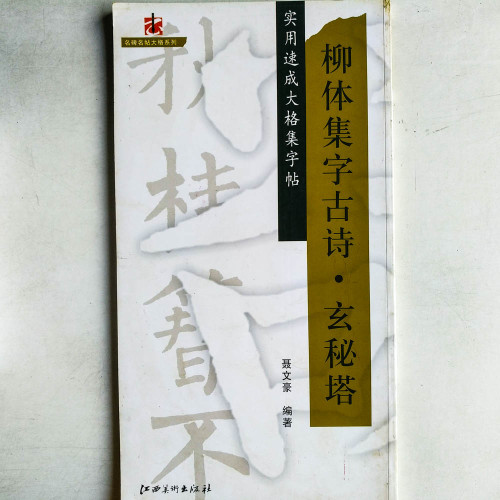 名碑名帖大格系列
实用速成大格集字帖
柳体集字古诗·玄秘塔
聂文豪 编著
江西美术出版社